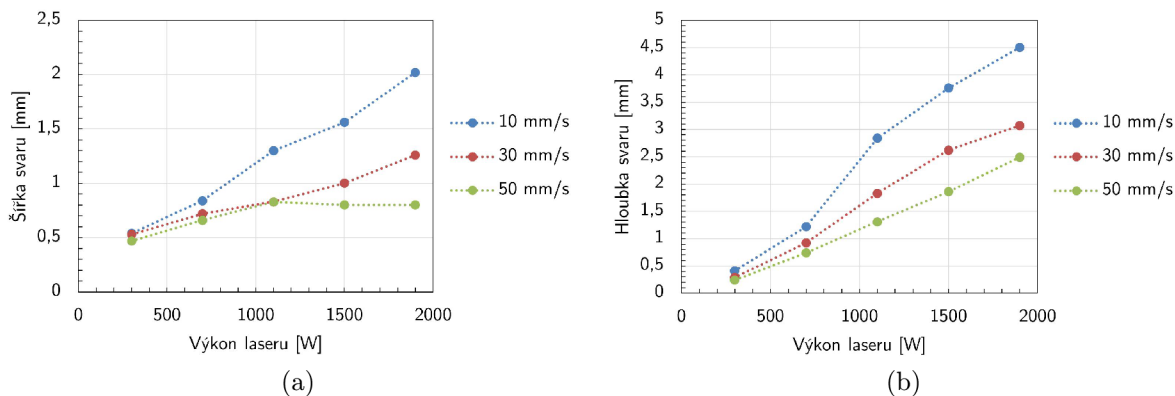 2,5
2
1,5
1
0,5
0
0 500 1000 1500 2000
Šířka svaru [mm]
Výkon laseru [W]
10 mm/s
30 mm/s
50 mm/s
(a)
5
4,5
4
3,5
3
2,5
2
1,5
1
0,5
0
0 500 1000 1500 2000
Hloubka svaru [mm]
Výkon laseru [W]
10 mm/s
30 mm/s
50 mm/s
(b)